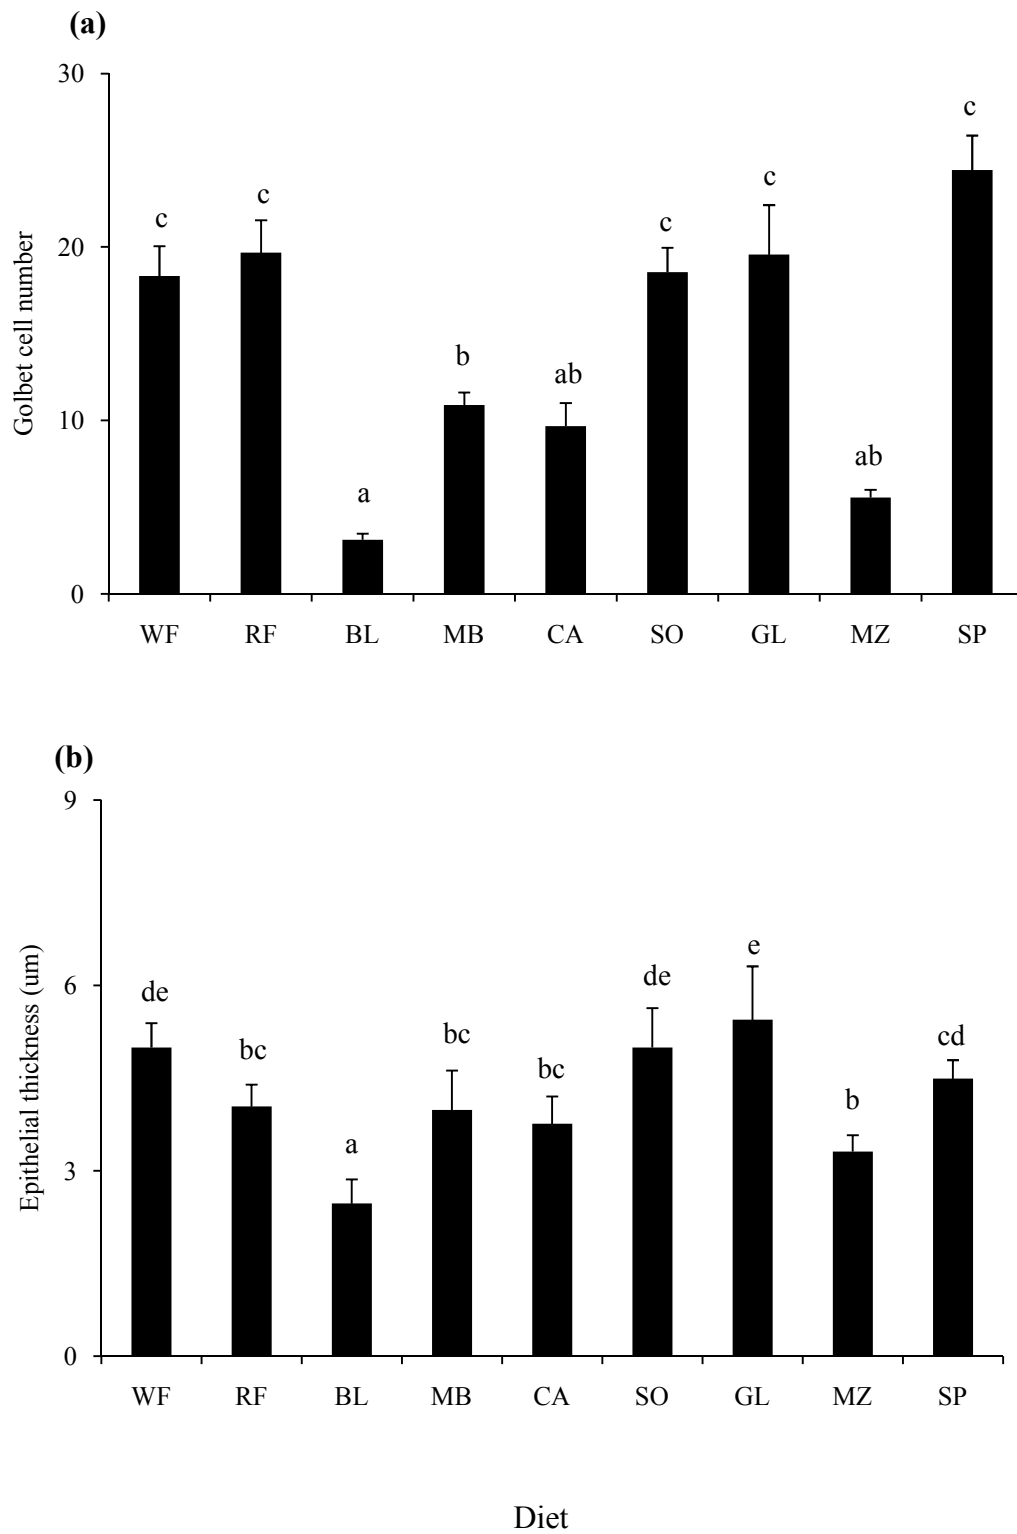 (a)
30
20
10
0
Golbet cell number
c
c
a
b
ab
c
c
ab
c
WF RF BL MB CA SO GL MZ SP
(b)
9
6
3
0
Epithelial thickness (um)
de
bc
a
bc
bc
de
e
b
cd
WF RF BL MB CA SO GL MZ SP
Diet